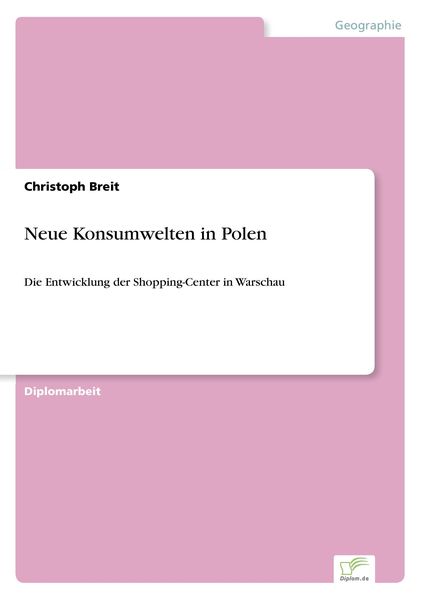 Geographie
Christoph Breit
Neue Konsumwelten in Polen
Die Entwicklung der Shopping-Center in Warschau
Diplomarbeit
Diplom.de